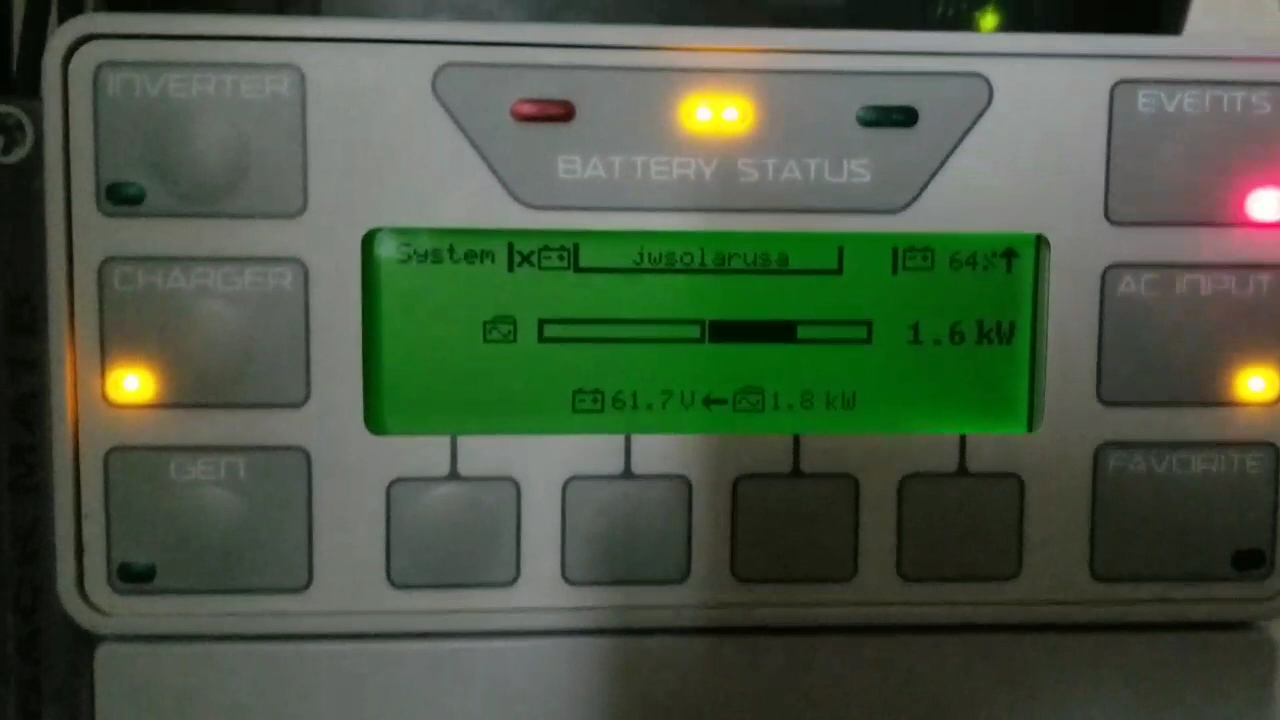 INVERTER
BATTERY STATUS
EVENTS
CHARGER
System jwsolarusa 64%
1.6 kW
61.7V 1.8 kW
AC INPUT
GEN
FAVORITE